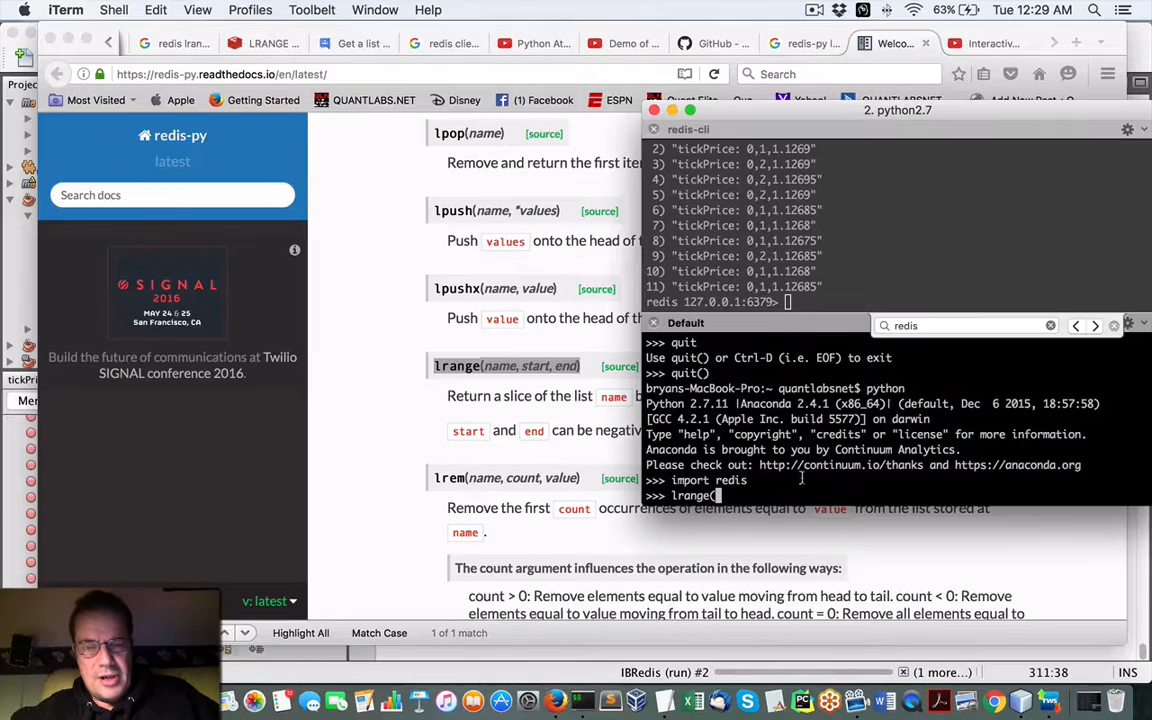 iTerm Shell Edit View Profiles Toolbelt Window Help 63% Tue 12:29 AM
redis lran... LRANGE ... Get a list ... redis clie... Python At... Demo of ... GitHub - ... redis-py l... Welco... Interactiv...
https://redis-py.readthedocs.io/en/latest/ Search
Most Visited Apple Getting Started QUANTLABS.NET Disney (1) Facebook ESPN
Projec
redis-py
latest
Search docs
SIGNAL
2016
MAY 24 & 25
San Francisco, CA
Build the future of communications at Twilio
SIGNAL conference 2016.
v: latest
tickPri
Mer
lpop(name) [source]
Remove and return the first iter
lpush(name, *values) [source]
Push values onto the head of t
lpushx(name, value) [source]
Push value onto the head of th
lrange(name, start, end) [source]
Return a slice of the list name b
start and end can be negativ
lrem(name, count, value) [source]
Remove the first count occurrences of elements equal to value from the list stored at
name.
The count argument influences the operation in the following ways:
count > 0: Remove elements equal to value moving from head to tail. count < 0: Remove
elements equal to value moving from tail to head. count = 0: Remove all elements equal to
Highlight All Match Case 1 of 1 match
2. python2.7
redis-cli
2) "tickPrice: 0,1,1.1269"
3) "tickPrice: 0,2,1.1269"
4) "tickPrice: 0,2,1.12695"
5) "tickPrice: 0,2,1.1269"
6) "tickPrice: 0,1,1.12685"
7) "tickPrice: 0,1,1.1268"
8) "tickPrice: 0,1,1.12675"
9) "tickPrice: 0,2,1.12685"
10) "tickPrice: 0,1,1.1268"
11) "tickPrice: 0,1,1.12685"
redis 127.0.0.1:6379>
Default redis
>>> quit
Use quit() or Ctrl-D (i.e. EOF) to exit
>>> quit()
bryans-MacBook-Pro:~ quantlabsnet$ python
Python 2.7.11 |Anaconda 2.4.1 (x86_64)| (default, Dec  6 2015, 18:57:58)
[GCC 4.2.1 (Apple Inc. build 5577)] on darwin
Type "help", "copyright", "credits" or "license" for more information.
Anaconda is brought to you by Continuum Analytics.
Please check out: http://continuum.io/thanks and https://anaconda.org
>>> import redis
>>> lrange(
IBRedis (run) #2 (1 more...) 311:38 INS